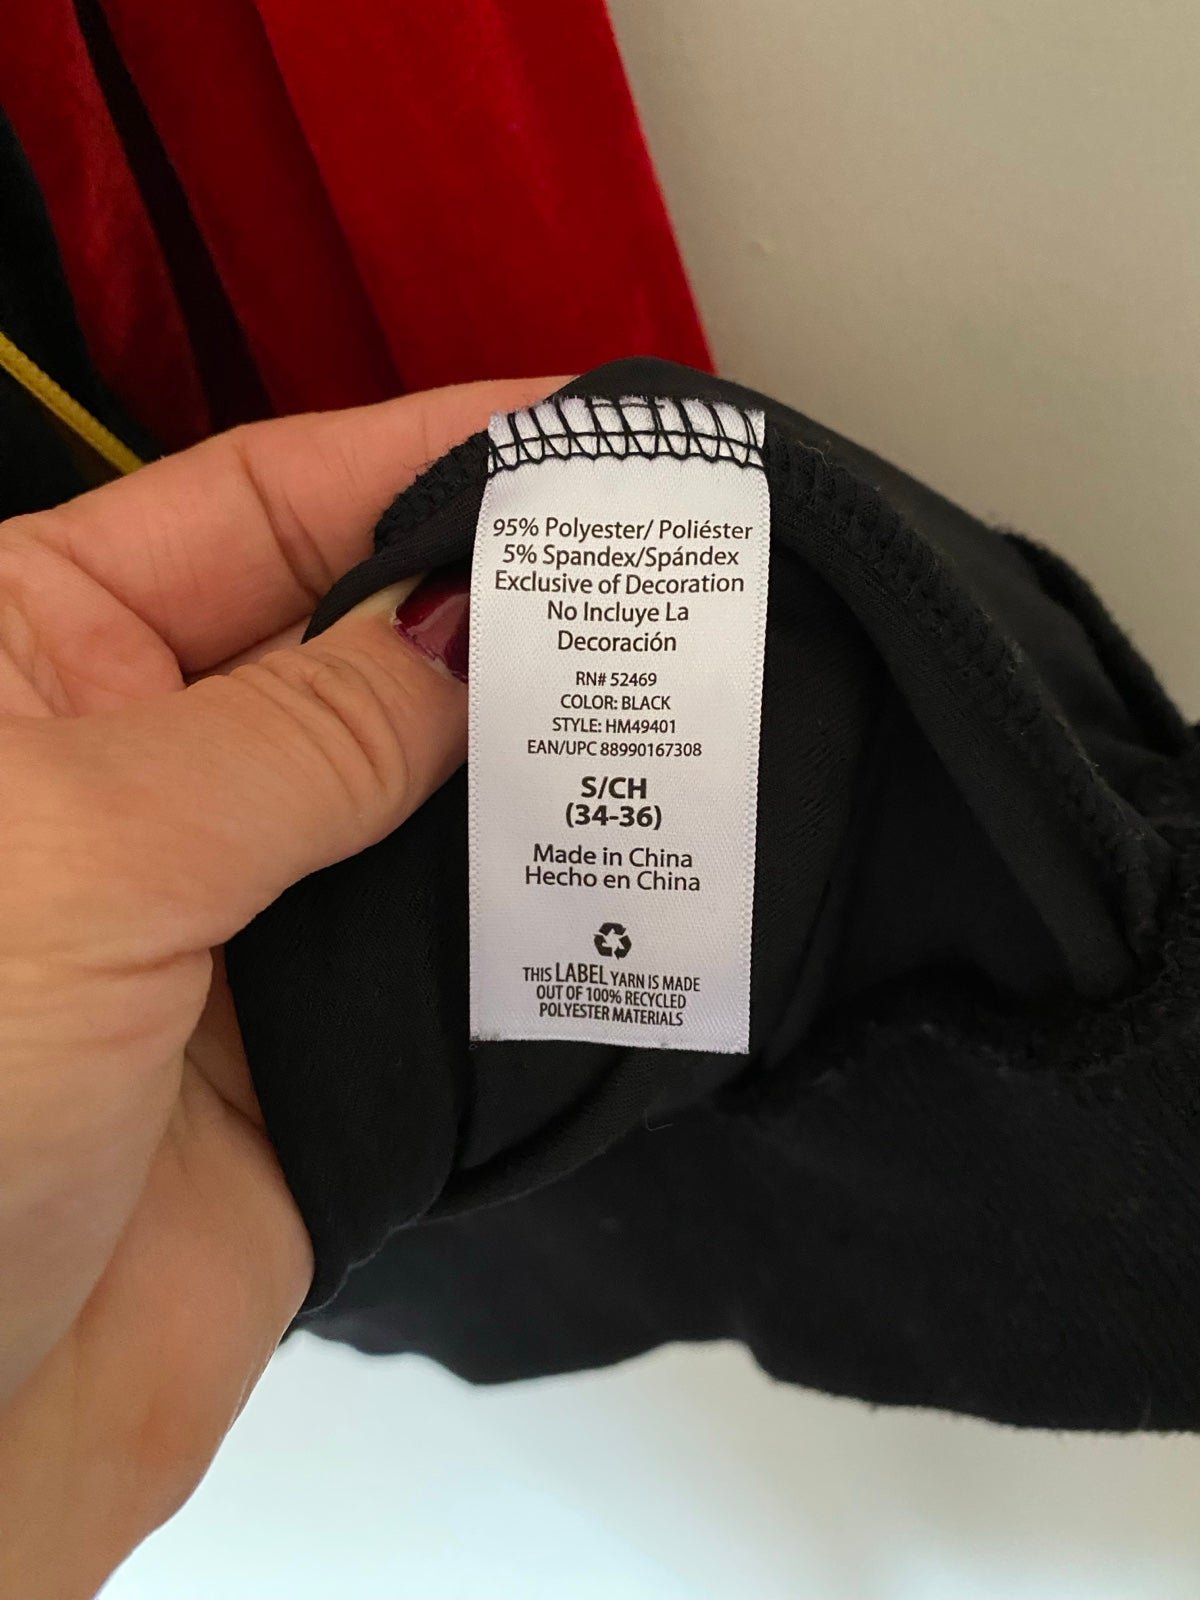 95% Polyester/ Poliéster
5% Spandex/Spándex
Exclusive of Decoration
No Incluye La
Decoración
RN# 52469
COLOR: BLACK
STYLE: HM49401
EAN/UPC 88990167308
S/CH
(34-36)
Made in China
Hecho en China
THIS LABEL YARN IS MADE
OUT OF 100% RECYCLED
POLYESTER MATERIALS